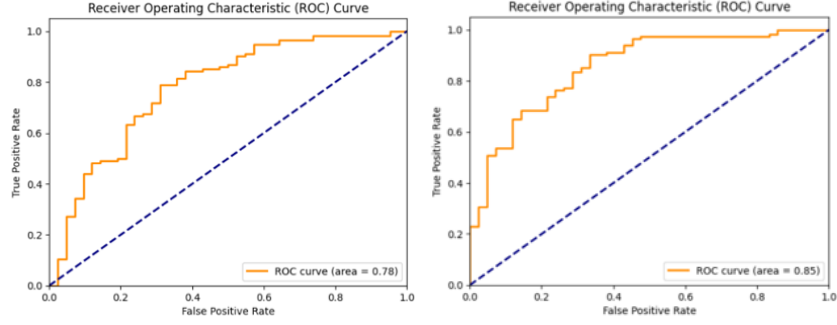 Receiver Operating Characteristic (ROC) Curve
1.0
0.8
0.6
0.4
0.2
0.0
True Positive Rate
0.0 0.2 0.4 0.6 0.8 1.0
False Positive Rate
ROC curve (area = 0.78)
Receiver Operating Characteristic (ROC) Curve
1.0
0.8
0.6
0.4
0.2
0.0
True Positive Rate
0.0 0.2 0.4 0.6 0.8 1.0
False Positive Rate
ROC curve (area = 0.85)